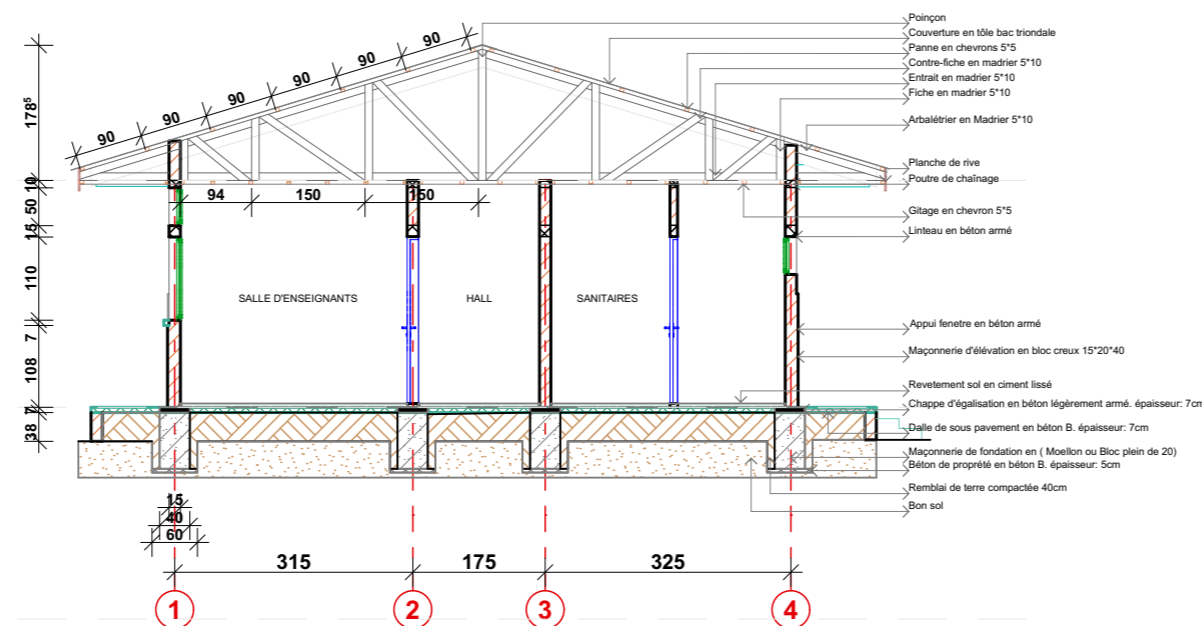 Poinçon
Couverture en tôle bac triondale
Panne en chevrons 5*5
Contre-fiche en madrier 5*10
Entrait en madrier 5*10
Fiche en madrier 5*10
Arbalétrier en Madrier 5*10
Planche de rive
Poutre de chaînage
Gitage en chevron 5*5
Linteau en béton armé
Appui fenetre en béton armé
Maçonnerie d'élévation en bloc creux 15*20*40
Revetement sol en ciment lissé
Chappe d'égalisation en béton légèrement armé. épaisseur: 7cm
Dalle de sous pavement en béton B. épaisseur: 7cm
Maçonnerie de fondation en ( Moellon ou Bloc plein de 20)
Béton de proprété en béton B. épaisseur: 5cm
Remblai de terre compactée 40cm
Bon sol
90
90
90
90
90
90
178⁵
10
50
15
110
7
108
7
38
94
150
150
SALLE D'ENSEIGNANTS
HALL
SANITAIRES
15
40
60
315
175
325
1
2
3
4